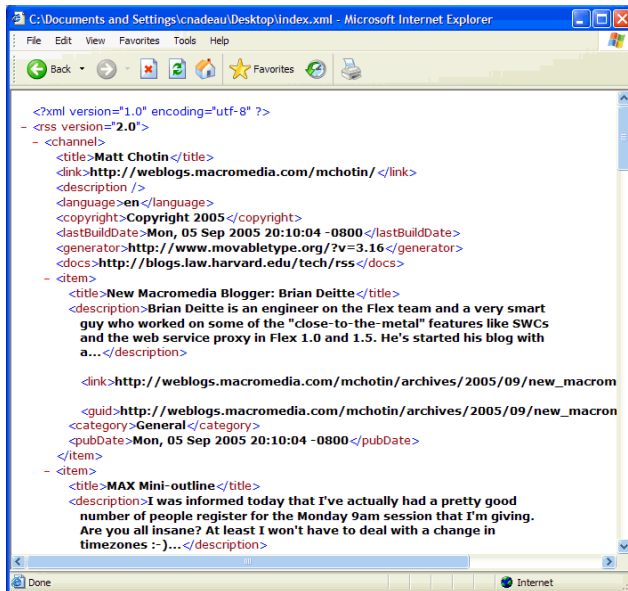 C:\Documents and Settings\cnadeau\Desktop\index.xml - Microsoft Internet Explorer
File Edit View Favorites Tools Help
Back Favorites
<?xml version="1.0" encoding="utf-8" ?>
- <rss version="2.0">
- <channel>
<title>Matt Chotin</title>
<link>http://weblogs.macromedia.com/mchotin/</link>
<description />
<language>en</language>
<copyright>Copyright 2005</copyright>
<lastBuildDate>Mon, 05 Sep 2005 20:10:04 -0800</lastBuildDate>
<generator>http://www.movabletype.org/?v=3.16</generator>
<docs>http://blogs.law.harvard.edu/tech/rss</docs>
- <item>
<title>New Macromedia Blogger: Brian Deitte</title>
<description>Brian Deitte is an engineer on the Flex team and a very smart
guy who worked on some of the "close-to-the-metal" features like SWCs
and the web service proxy in Flex 1.0 and 1.5. He's started his blog with
a...</description>
<link>http://weblogs.macromedia.com/mchotin/archives/2005/09/new_macrom
<guid>http://weblogs.macromedia.com/mchotin/archives/2005/09/new_macron
<category>General</category>
<pubDate>Mon, 05 Sep 2005 20:10:04 -0800</pubDate>
</item>
- <item>
<title>MAX Mini-outline</title>
<description>I was informed today that I've actually had a pretty good
number of people register for the Monday 9am session that I'm giving.
Are you all insane? At least I won't have to deal with a change in
timezones :-)...</description>
Done Internet